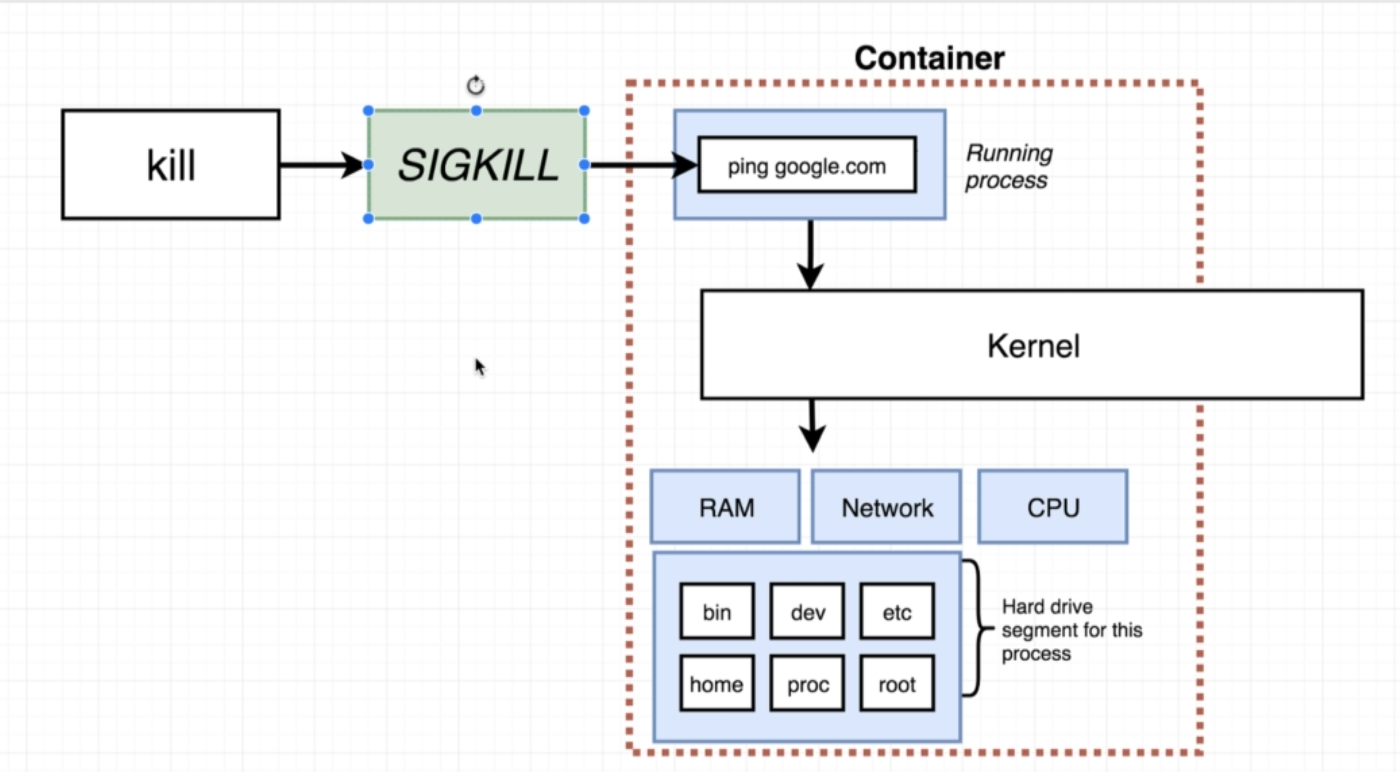 Container
kill
SIGKILL
ping google.com
Running
process
Kernel
RAM
Network
CPU
bin
dev
etc
home
proc
root
Hard drive
segment for this
process